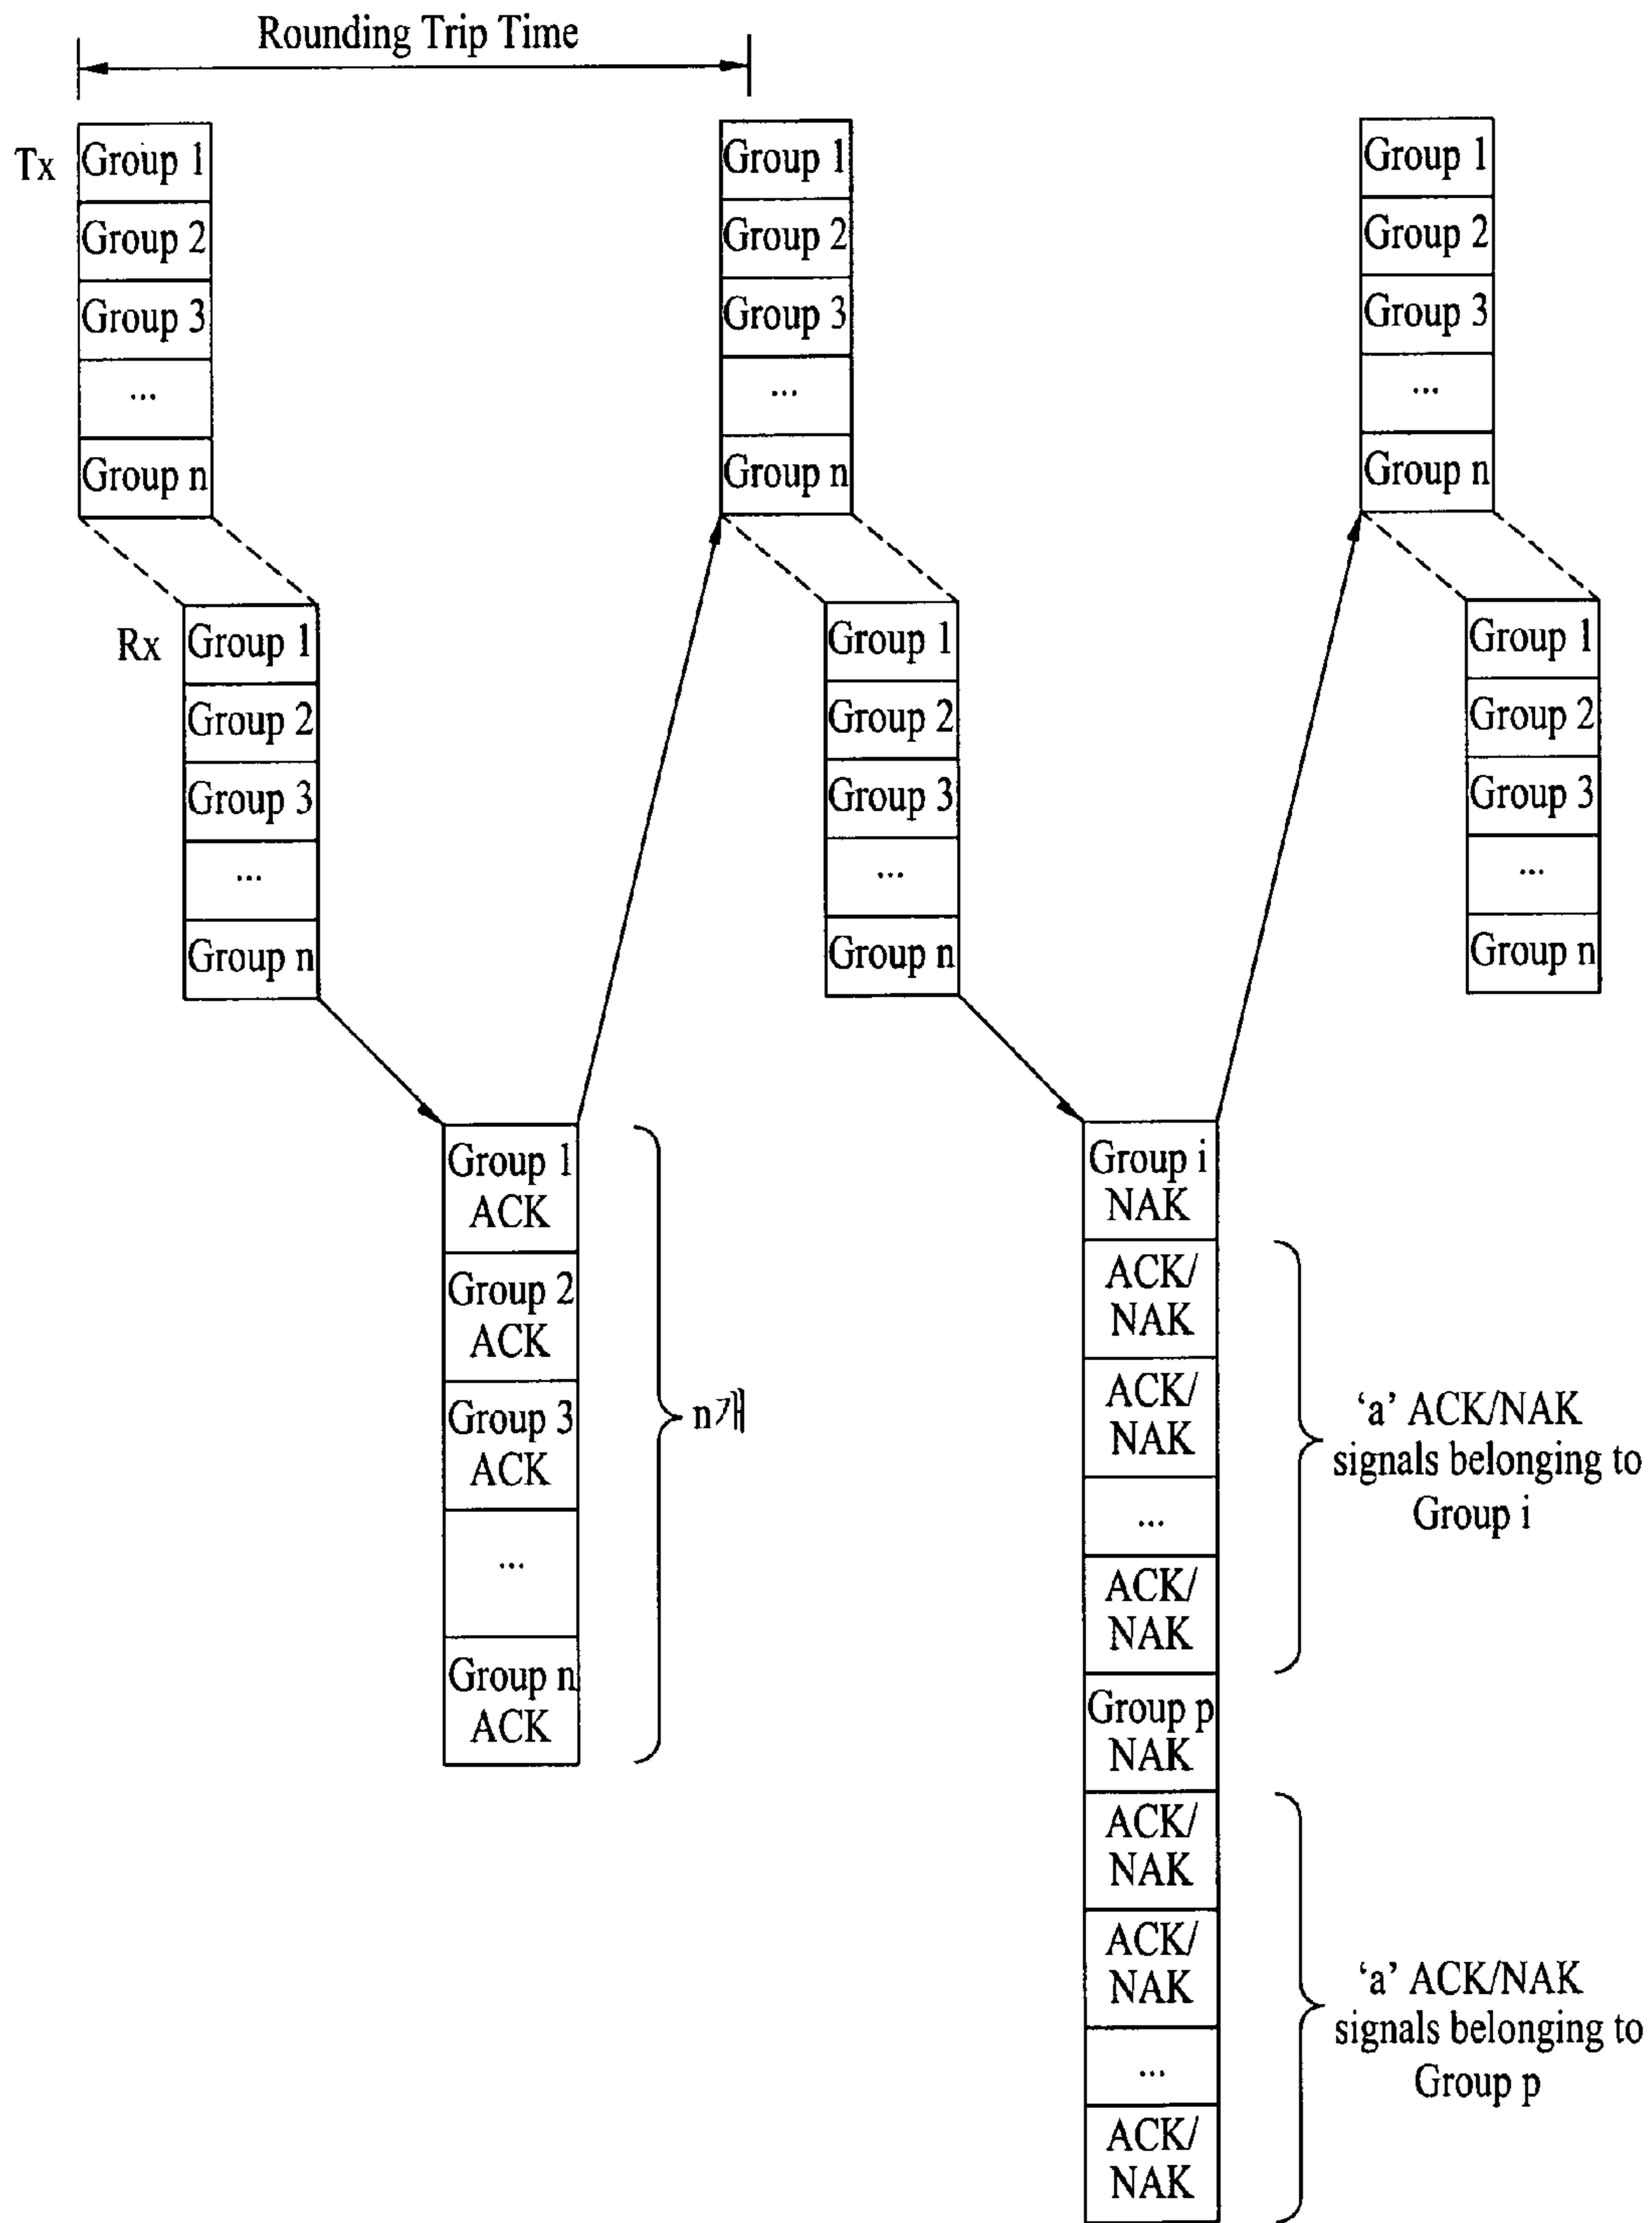 Rounding Trip Time
Tx
Group 1
Group 2
Group 3
...
Group n
Rx
Group 1
Group 2
Group 3
...
Group n
Group 1
ACK
Group 2
ACK
Group 3
ACK
...
Group n
ACK
n개
Group 1
Group 2
Group 3
...
Group n
Group 1
Group 2
Group 3
...
Group n
Group i
NAK
ACK/
NAK
ACK/
NAK
...
ACK/
NAK
‘a’ ACK/NAK
signals belonging to
Group i
Group p
NAK
ACK/
NAK
ACK/
NAK
...
ACK/
NAK
‘a’ ACK/NAK
signals belonging to
Group p
Group 1
Group 2
Group 3
...
Group n
Group 1
Group 2
Group 3
...
Group n